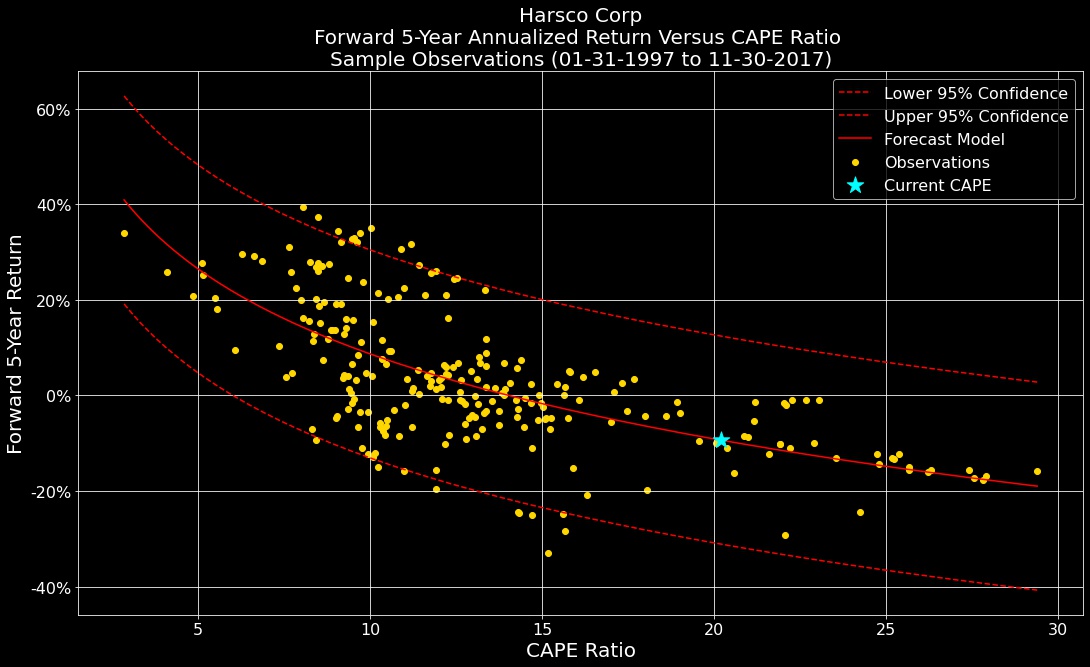 Harsco Corp
Forward 5-Year Annualized Return Versus CAPE Ratio
Sample Observations (01-31-1997 to 11-30-2017)
Lower 95% Confidence
Upper 95% Confidence
Forecast Model
Observations
Current CAPE
Forward 5-Year Return
60%
40%
20%
0%
-20%
-40%
5 10 15 20 25 30
CAPE Ratio